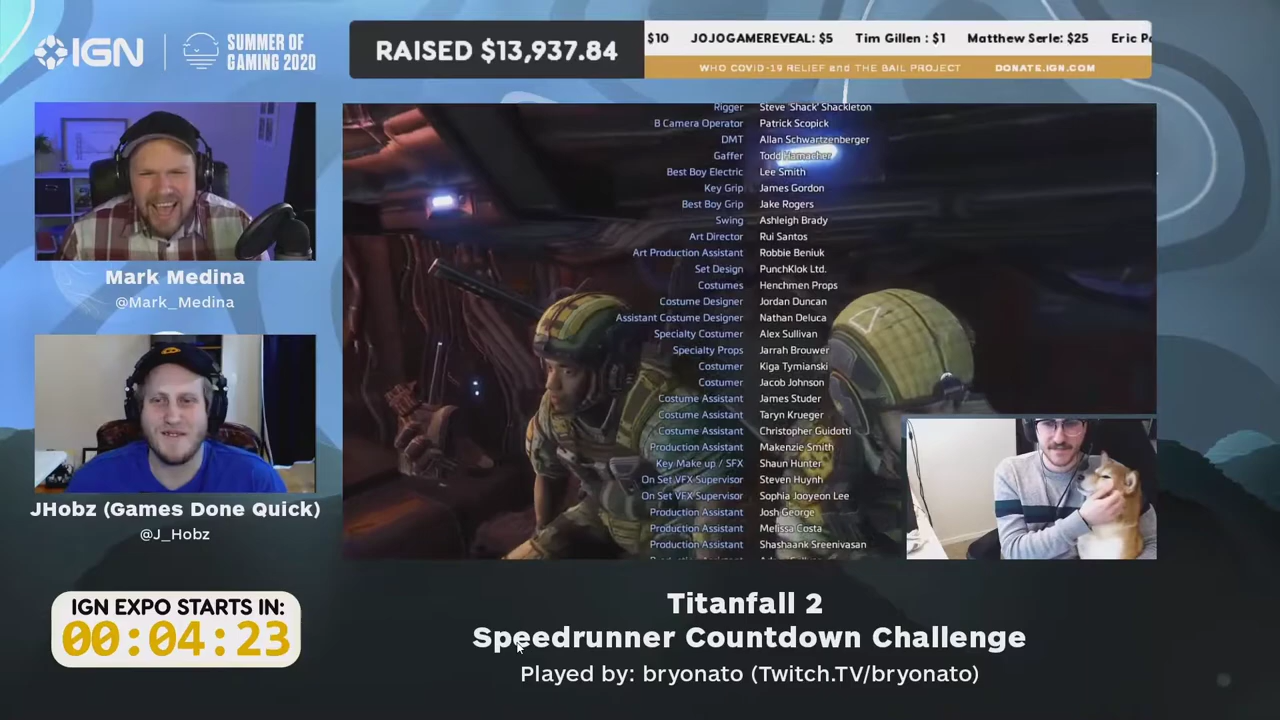 IGN
SUMMER OF
GAMING 2020
RAISED $13,937.84
$10 JOJOGAMEREVEAL: $5 Tim Gillen : $1 Matthew Serle: $25 Eric
WHO COVID-19 RELIEF and THE BAIL PROJECT DONATE.IGN.COM
Mark Medina
@Mark_Medina
JHobz (Games Done Quick)
@J_Hobz
IGN EXPO STARTS IN:
00:04:23
Rigger Steve 'Shack' Shackleton
B Camera Operator Patrick Scopick
DMT Allan Schwartzenberger
Gaffer Todd Hamacher
Best Boy Electric Lee Smith
Key Grip James Gordon
Best Boy Grip Jake Rogers
Swing Ashleigh Brady
Art Director Rui Santos
Art Production Assistant Robbie Beniuk
Set Design PunchKlok Ltd.
Costumes Henchmen Props
Costume Designer Jordan Duncan
Assistant Costume Designer Nathan Deluca
Specialty Costumer Alex Sullivan
Specialty Props Jarrah Brouwer
Costumer Kiga Tymianski
Costumer Jacob Johnson
Costume Assistant James Studer
Costume Assistant Taryn Krueger
Costume Assistant Christopher Guidotti
Production Assistant Makenzie Smith
Key Make up / SFX Shaun Hunter
On Set VFX Supervisor Steven Huynh
On Set VFX Supervisor Sophia Jooyeon Lee
Production Assistant Josh George
Production Assistant Melissa Costa
Production Assistant Shashaank Sreenivasan
Titanfall 2
Speedrunner Countdown Challenge
Played by: bryonato (Twitch.TV/bryonato)